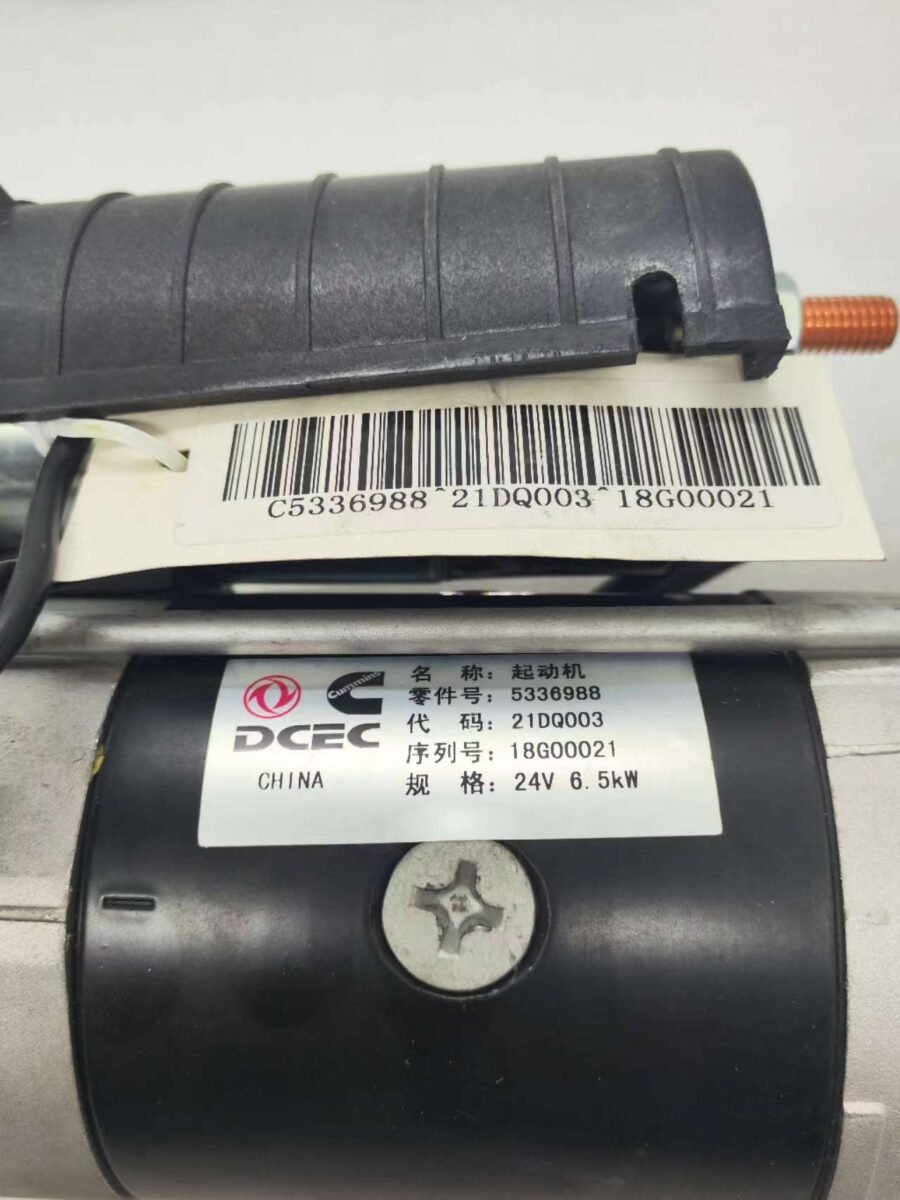 C5336988^21DQ003^18G00021
Cummins
DCEC
CHINA
名 称: 起动机
零件号: 5336988
代 码: 21DQ003
序列号: 18G00021
规 格: 24V 6.5kW